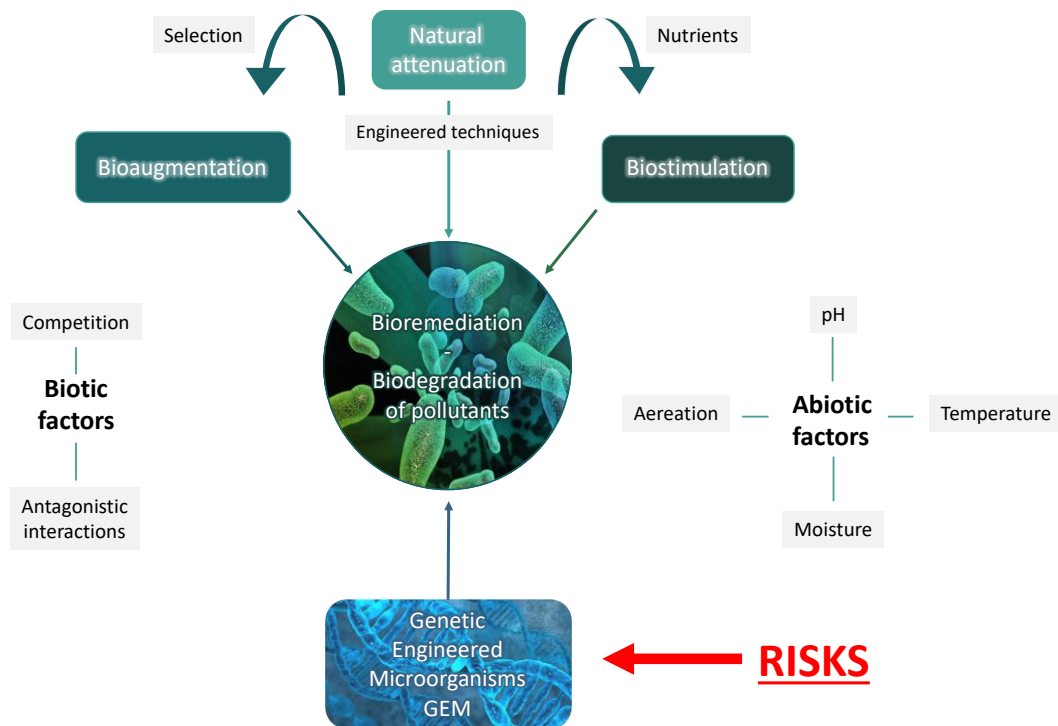 Selection
Natural
attenuation
Nutrients
Engineered techniques
Bioaugmentation
Biostimulation
Bioremediation
-
Biodegradation
of pollutants
Competition
Biotic
factors
Antagonistic
interactions
pH
Aereation
Abiotic
factors
Temperature
Moisture
Genetic
Engineered
Microorganisms
GEM
RISKS